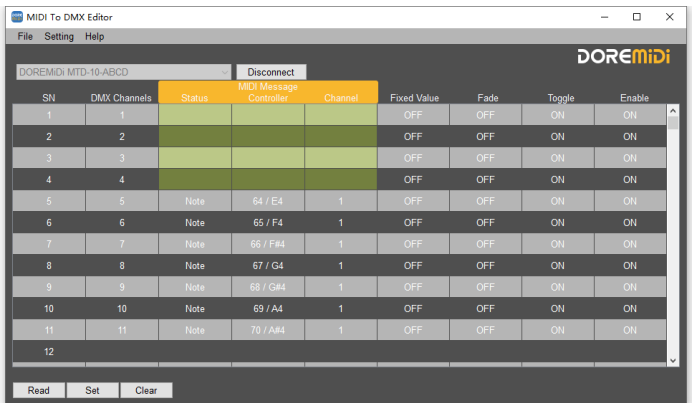 MIDI To DMX Editor
File Setting Help
DOREMiDi
DOREMiDi MTD-10-ABCD Disconnect
MIDI Message
SN DMX Channels Status Controller Channel Fixed Value Fade Toggle Enable
1 1 OFF OFF ON ON
2 2 OFF OFF ON ON
3 3 OFF OFF ON ON
4 4 OFF OFF ON ON
5 5 Note 64 / E4 1 OFF OFF ON ON
6 6 Note 65 / F4 1 OFF OFF ON ON
7 7 Note 66 / F#4 1 OFF OFF ON ON
8 8 Note 67 / G4 1 OFF OFF ON ON
9 9 Note 68 / G#4 1 OFF OFF ON ON
10 10 Note 69 / A4 1 OFF OFF ON ON
11 11 Note 70 / A#4 1 OFF OFF ON ON
12
Read Set Clear